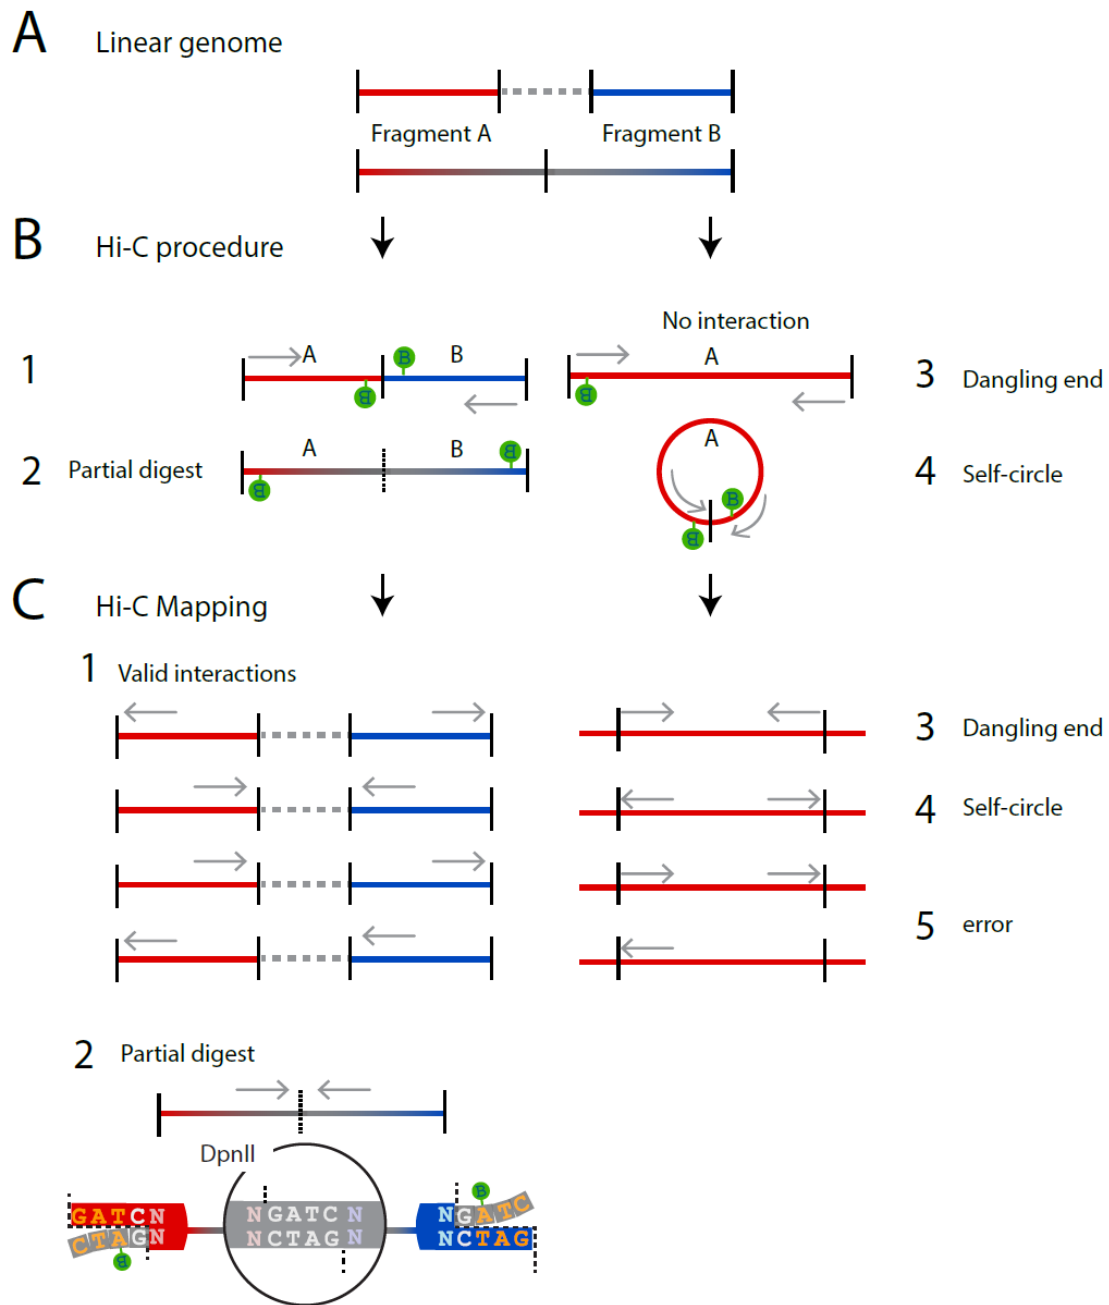 A Linear genome
Fragment A Fragment B
B Hi-C procedure
No interaction
1 A B B B
A B 3 Dangling end
2 Partial digest A B B B
A B B 4 Self-circle
C Hi-C Mapping
1 Valid interactions
3 Dangling end
4 Self-circle
5 error
2 Partial digest
DpnII
GATCN NGATCN NGATC
CTAGN NCTAGN NCTAG
B B